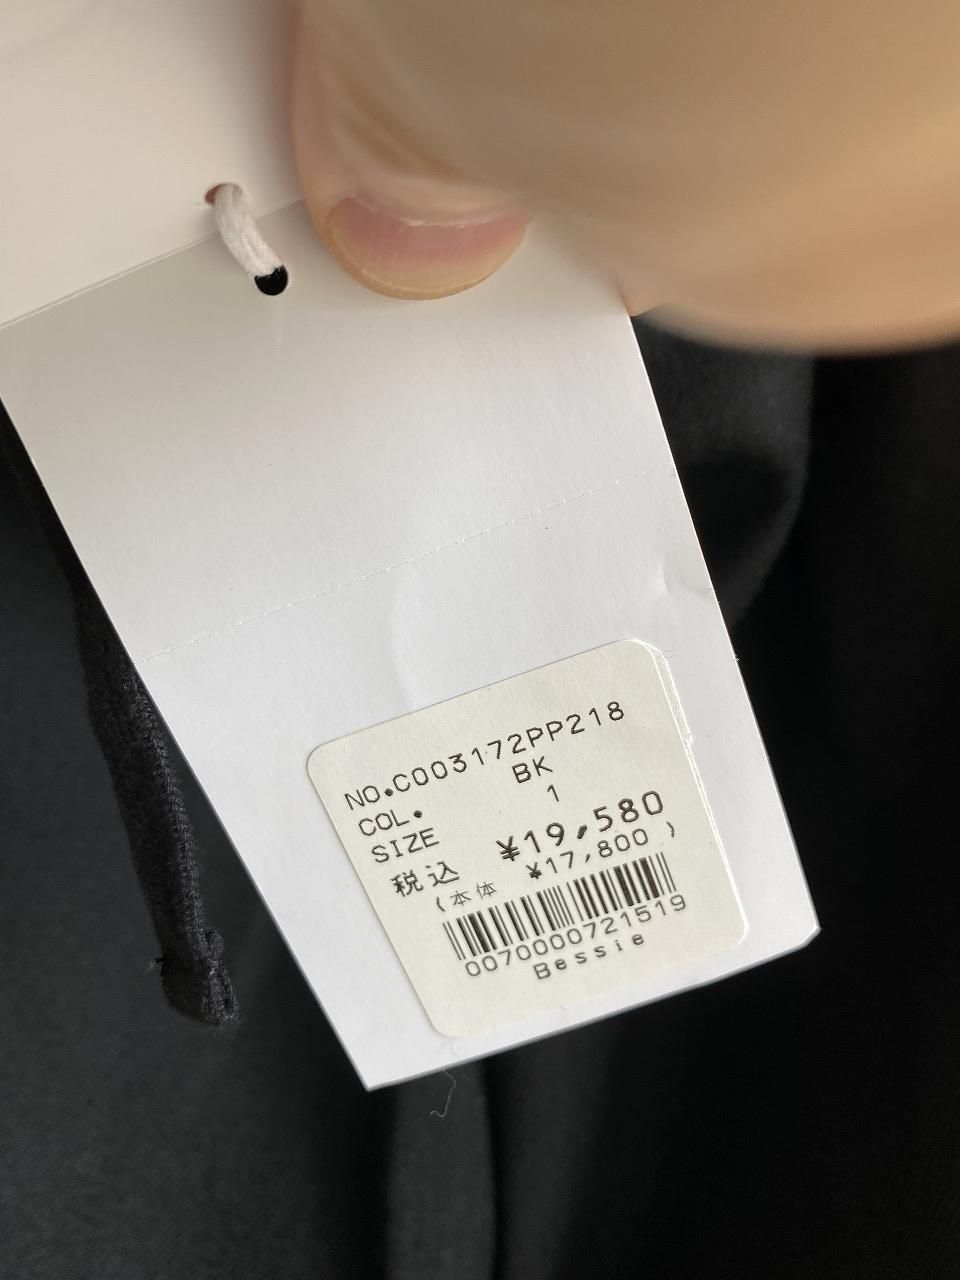 NO.C003172PP218
COL. BK
SIZE 1
税込 ¥19,580
(本体 ¥17,800)
0070000721519
Bessie